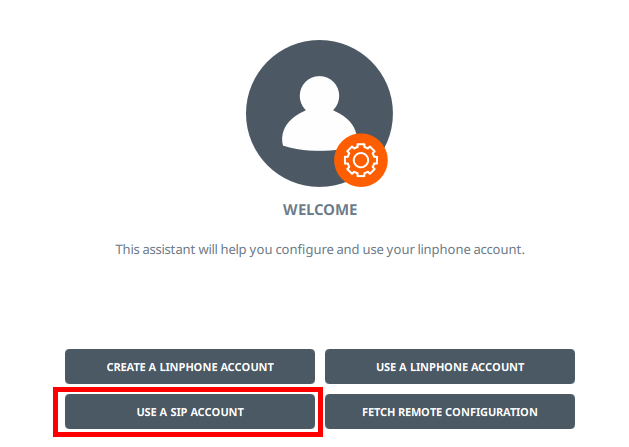 WELCOME
This assistant will help you configure and use your linphone account.
CREATE A LINPHONE ACCOUNT
USE A LINPHONE ACCOUNT
USE A SIP ACCOUNT
FETCH REMOTE CONFIGURATION